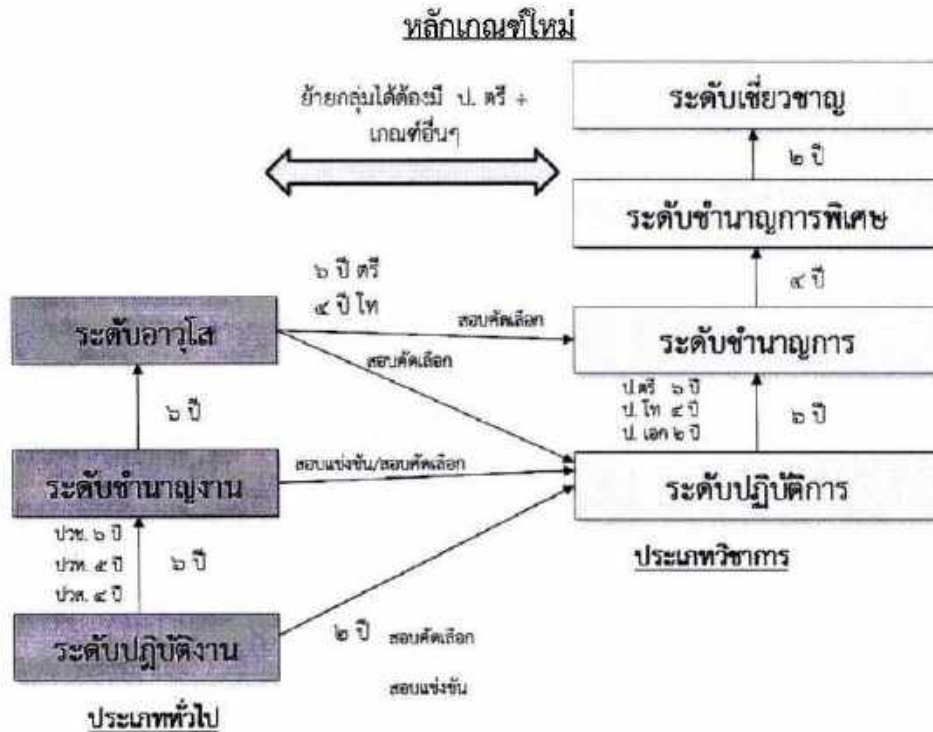 หลักเกณฑ์ใหม่
ย้ายกลุ่มได้ต้องมี ป. ตรี +
เกณฑ์อื่นๆ
ระดับเชี่ยวชาญ
๒ ปี
ระดับชำนาญการพิเศษ
๔ ปี
๖ ปี ตรี
๔ ปี โท
ระดับอาวุโส
สอบคัดเลือก
ระดับชำนาญการ
สอบคัดเลือก
ป.ตรี ๖ ปี
ป. โท ๔ ปี
ป. เอก ๒ ปี
๖ ปี
๖ ปี
ระดับชำนาญงาน
สอบแข่งขัน/สอบคัดเลือก
ระดับปฏิบัติการ
ปวช. ๖ ปี
ปวท. ๕ ปี
ปวส. ๔ ปี
๖ ปี
ประเภทวิชาการ
ระดับปฏิบัติงาน
๒ ปี สอบคัดเลือก
สอบแข่งขัน
ประเภททั่วไป